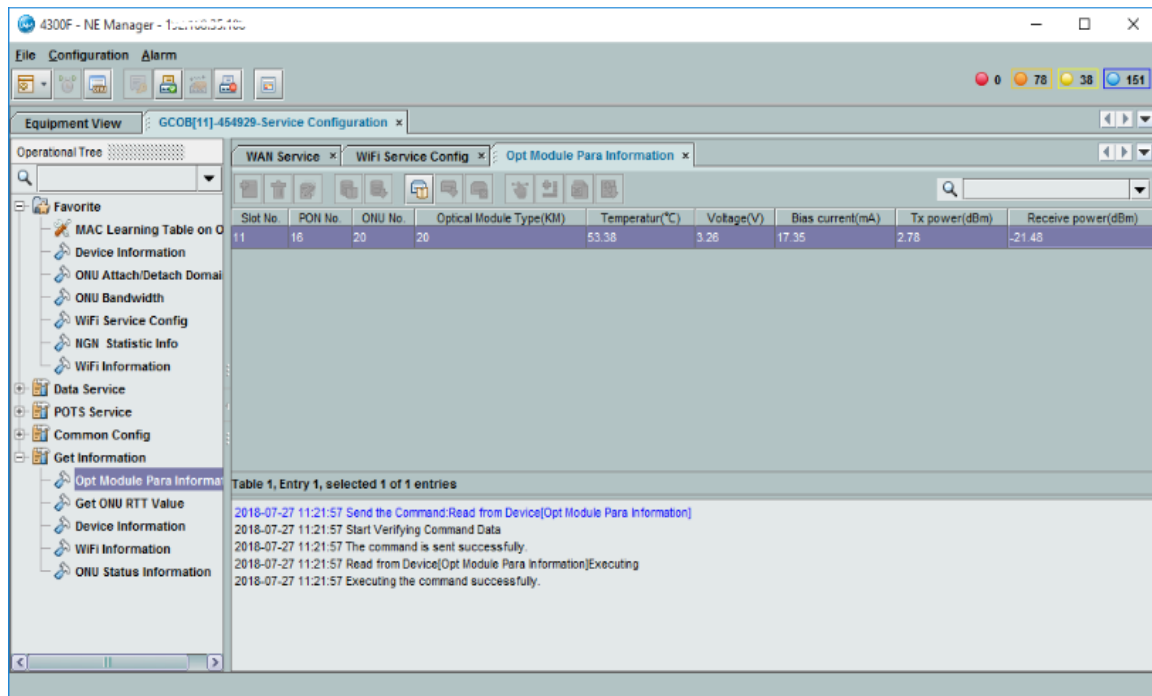 4300F - NE Manager -
File Configuration Alarm
0 78 38 151
Equipment View GCOB[11]-454929-Service Configuration ×
Operational Tree
WAN Service × WiFi Service Config × Opt Module Para Information ×
Favorite
MAC Learning Table on O
Device Information
ONU Attach/Detach Domai
ONU Bandwidth
WiFi Service Config
NGN Statistic Info
WiFi Information
Data Service
POTS Service
Common Config
Get Information
Opt Module Para Informat
Get ONU RTT Value
Device Information
WiFi Information
ONU Status Information
Slot No. PON No. ONU No. Optical Module Type(KM) Temperatur(℃) Voltage(V) Bias current(mA) Tx power(dBm) Receive power(dBm)
11 16 20 20 53.38 3.26 17.35 2.78 -21.48
Table 1, Entry 1, selected 1 of 1 entries
2018-07-27 11:21:57 Send the Command:Read from Device[Opt Module Para Information]
2018-07-27 11:21:57 Start Verifying Command Data
2018-07-27 11:21:57 The command is sent successfully.
2018-07-27 11:21:57 Read from Device[Opt Module Para Information]Executing
2018-07-27 11:21:57 Executing the command successfully.